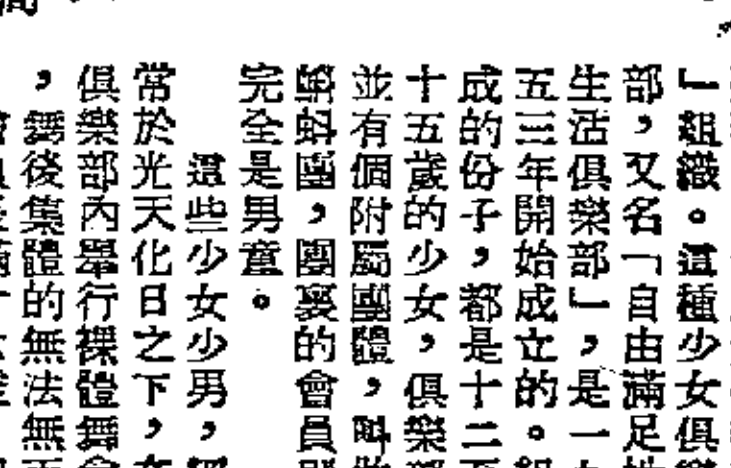 」組織。這種少女俱
部,又名「自由滿足
生活俱樂部」,是一
五三年開始成立的。
成的份子,都是十二
十五歲的少女,俱樂
並有個附屬團體,叫
蝌蚪團,團裏的會員
完全是男童。
這些少女少男,
常於光天化日之下,
俱樂部內舉行裸體舞
,舞後集體的無法無